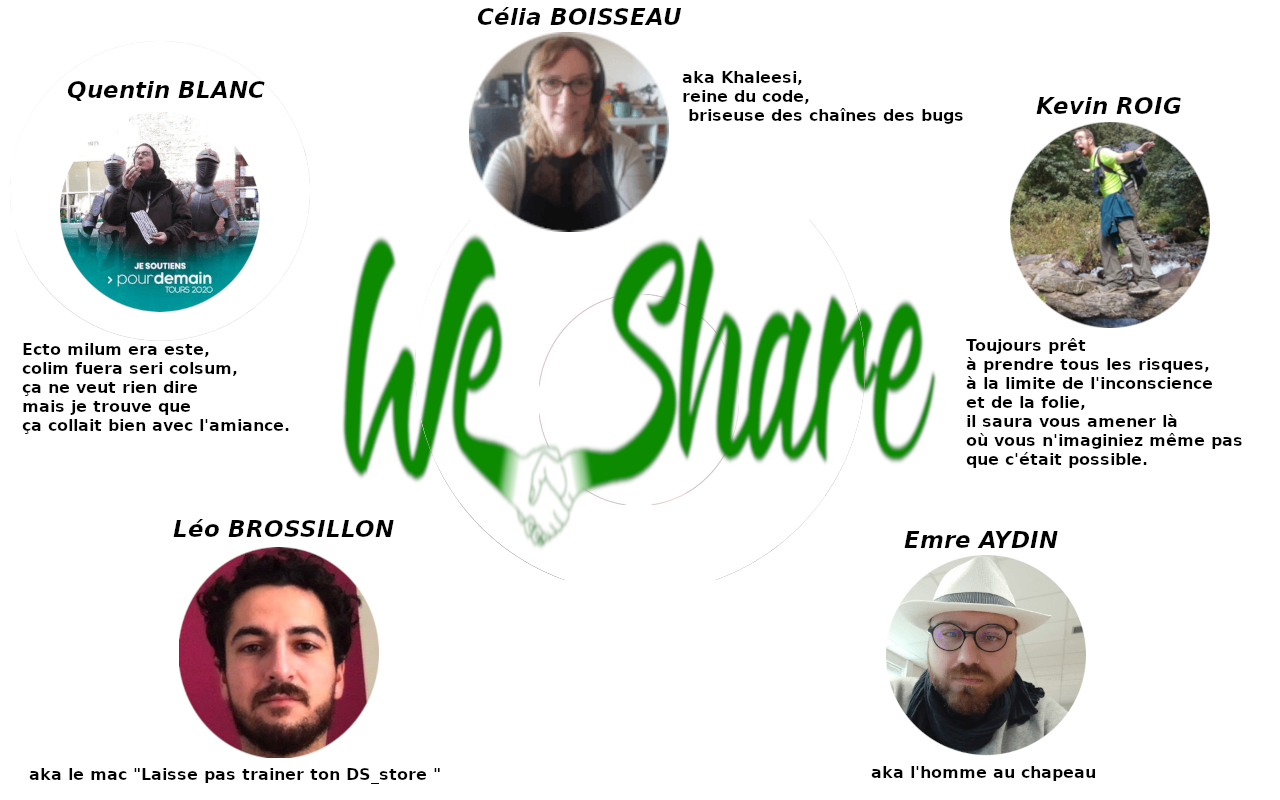 Célia BOISSEAU
aka Khaleesi,
reine du code,
briseuse des chaînes des bugs
Quentin BLANC
JE SOUTIENS
> pourdemain
TOURS 2020
Ecto milum era este,
colim fuera seri colsum,
ça ne veut rien dire
mais je trouve que
ça collait bien avec l'amiance.
Kevin ROIG
Toujours prêt
à prendre tous les risques,
à la limite de l'inconscience
et de la folie,
il saura vous amener là
où vous n'imaginiez même pas
que c'était possible.
We Share
Léo BROSSILLON
aka le mac "Laisse pas trainer ton DS_store "
Emre AYDIN
aka l'homme au chapeau